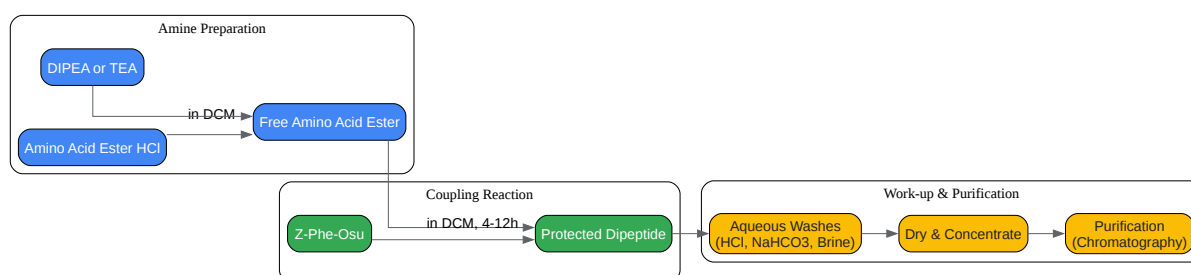 Amine Preparation
DIPEA or TEA
in DCM
Free Amino Acid Ester
Amino Acid Ester HCl
Coupling Reaction
in DCM, 4-12h
Z-Phe-Osu
Protected Dipeptide
Work-up & Purification
Aqueous Washes
(HCl, NaHCO3, Brine)
Dry & Concentrate
Purification
(Chromatography)